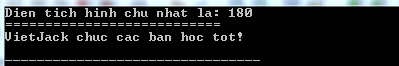 Dien tich hinh chu nhat la: 180
===========================
VietJack chuc cac ban hoc tot!
--------------------------------